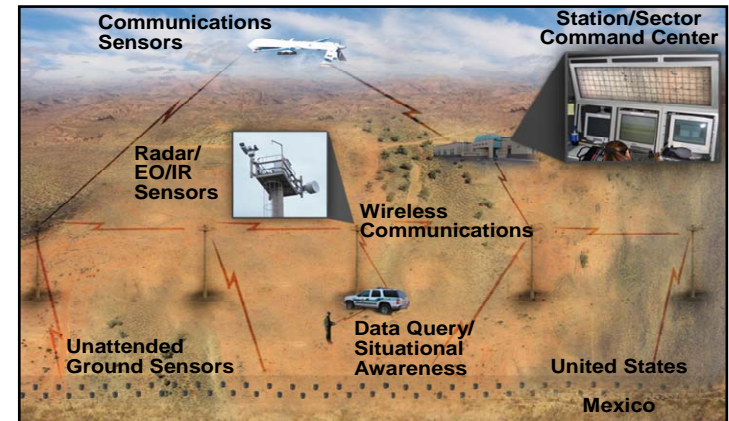 Communications
Sensors
Station/Sector
Command Center
Radar/
EO/IR
Sensors
Wireless
Communications
Unattended
Ground Sensors
Data Query/
Situational
Awareness
United States
Mexico